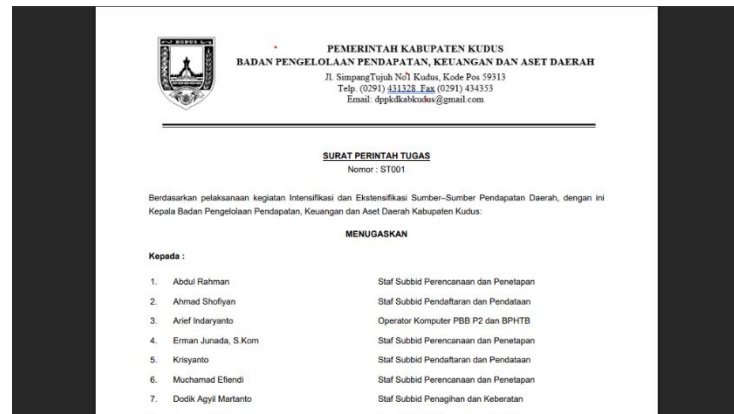 KUDUS
PEMERINTAH KABUPATEN KUDUS
BADAN PENGELOLAAN PENDAPATAN, KEUANGAN DAN ASET DAERAH
Jl. SimpangTujuh No1 Kudus, Kode Pos 59313
Telp. (0291) 431328 Fax (0291) 434353
Email: dppkdkabkudus@gmail.com
SURAT PERINTAH TUGAS
Nomor : ST001
Berdasarkan pelaksanaan kegiatan Intensifikasi dan Ekstensifikasi Sumber–Sumber Pendapatan Daerah, dengan ini
Kepala Badan Pengelolaan Pendapatan, Keuangan dan Aset Daerah Kabupaten Kudus:
MENUGASKAN
Kepada :
1. Abdul Rahman Staf Subbid Perencanaan dan Penetapan
2. Ahmad Shofiyan Staf Subbid Pendaftaran dan Pendataan
3. Arief Indaryanto Operator Komputer PBB P2 dan BPHTB
4. Erman Junada, S.Kom Staf Subbid Perencanaan dan Penetapan
5. Krisyanto Staf Subbid Pendaftaran dan Pendataan
6. Muchamad Efiendi Staf Subbid Perencanaan dan Penetapan
7. Dodik Agyil Martanto Staf Subbid Penagihan dan Keberatan